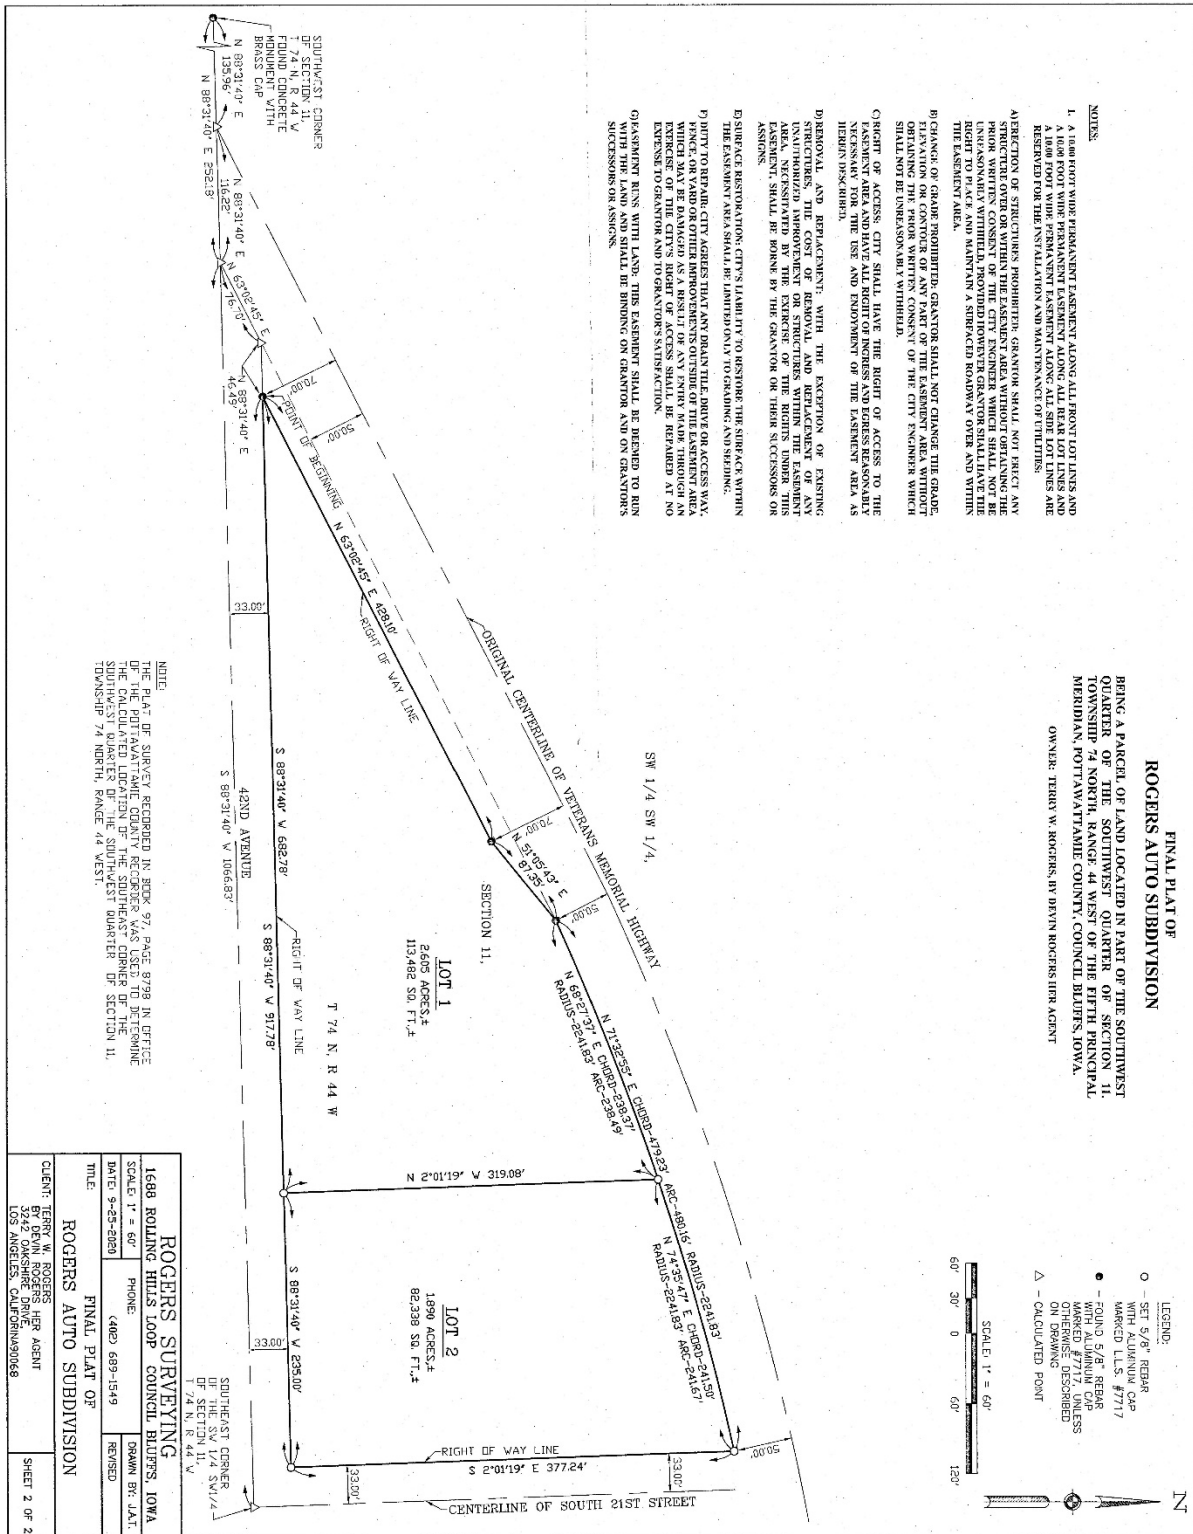 FINAL PLAT OF
ROGERS AUTO SUBDIVISION
BEING A PARCEL OF LAND LOCATED IN PART OF THE SOUTHWEST
QUARTER OF THE SOUTHWEST QUARTER OF SECTION 11,
TOWNSHIP 74 NORTH, RANGE 44 WEST OF THE FIFTH PRINCIPAL
MERIDIAN, POTTAWATTAMIE COUNTY, COUNCIL BLUFFS, IOWA.
OWNER: TERRY W. ROGERS, BY DEVIN ROGERS HER AGENT
NOTES:
1. A 10.00 FOOT WIDE PERMANENT EASEMENT ALONG ALL FRONT LOT LINES AND
A 10.00 FOOT WIDE PERMANENT EASEMENT ALONG ALL REAR LOT LINES AND
A 10.00 FOOT WIDE PERMANENT EASEMENT ALONG ALL SIDE LOT LINES ARE
RESERVED FOR THE INSTALLATION AND MAINTENANCE OF UTILITIES:
A) ERECTION OF STRUCTURES PROHIBITED: GRANTOR SHALL NOT ERECT ANY
STRUCTURE OVER OR WITHIN THE EASEMENT AREA WITHOUT OBTAINING THE
PRIOR WRITTEN CONSENT OF THE CITY ENGINEER WHICH SHALL NOT BE
UNREASONABLY WITHHELD, PROVIDED HOWEVER GRANTOR SHALL HAVE THE
RIGHT TO PLACE AND MAINTAIN A SURFACED ROADWAY OVER AND WITHIN
THE EASEMENT AREA.
B) CHANGE OF GRADE PROHIBITED: GRANTOR SHALL NOT CHANGE THE GRADE,
ELEVATION OR CONTOUR OF ANY PART OF THE EASEMENT AREA WITHOUT
OBTAINING THE PRIOR WRITTEN CONSENT OF THE CITY ENGINEER WHICH
SHALL NOT BE UNREASONABLY WITHHELD.
C) RIGHT OF ACCESS: CITY SHALL HAVE THE RIGHT OF ACCESS TO THE
EASEMENT AREA AND HAVE ALL RIGHT OF INGRESS AND EGRESS REASONABLY
NECESSARY FOR THE USE AND ENJOYMENT OF THE EASEMENT AREA AS
HEREIN DESCRIBED.
D) REMOVAL AND REPLACEMENT: WITH THE EXCEPTION OF EXISTING
STRUCTURES, THE COST OF REMOVAL AND REPLACEMENT OF ANY
UNAUTHORIZED IMPROVEMENT OR STRUCTURES WITHIN THE EASEMENT
AREA, NECESSITATED BY THE EXERCISE OF THE RIGHTS UNDER THIS
EASEMENT, SHALL BE BORNE BY THE GRANTOR OR THEIR SUCCESSORS OR
ASSIGNS.
E) SURFACE RESTORATION: CITY'S LIABILITY TO RESTORE THE SURFACE WITHIN
THE EASEMENT AREA SHALL BE LIMITED ONLY TO GRADING AND SEEDING.
F) DUTY TO REPAIR: CITY AGREES THAT ANY DRAIN TILE, DRIVE OR ACCESS WAY,
FENCE, OR YARD OR OTHER IMPROVEMENTS OUTSIDE OF THE EASEMENT AREA
WHICH MAY BE DAMAGED AS A RESULT OF ANY ENTRY MADE THROUGH AN
EXERCISE OF THE CITY'S RIGHT OF ACCESS SHALL BE REPAIRED AT NO
EXPENSE TO GRANTOR AND TO GRANTOR'S SATISFACTION.
G) EASEMENT RUNS WITH LAND: THIS EASEMENT SHALL BE DEEMED TO RUN
WITH THE LAND AND SHALL BE BINDING ON GRANTOR AND ON GRANTOR'S
SUCCESSORS OR ASSIGNS.
LEGEND:
- SET 5/8" REBAR
WITH ALUMINUM CAP
MARKED L.L.S. #7717
- FOUND 5/8" REBAR
WITH ALUMINUM CAP
MARKED #7717, UNLESS
OTHERWISE DESCRIBED
ON DRAWING
- CALCULATED POINT
SCALE: 1" = 60'
60' 30' 0 60' 120'
N
SW 1/4 SW 1/4,
SECTION 11,
T 74 N, R 44 W
ORIGINAL CENTERLINE OF VETERANS MEMORIAL HIGHWAY
SOUTHWEST CORNER
OF SECTION 11,
T 74 N, R 44 W
FOUND CONCRETE
MONUMENT WITH
BRASS CAP
N 88°31'40" E
135.96'
N 88°31'40" E 252.18'
N 88°31'40" E
116.22'
N 63°02'45" E
76.70'
N 88°31'40" E
46.49'
POINT OF BEGINNING
70.00'
50.00'
N 63°02'45" E 428.10'
RIGHT OF WAY LINE
70.00'
N 51°05'43" E
87.35'
50.00'
N 71°32'55" E CHORD-479.23' ARC-480.16' RADIUS-2241.83'
N 68°27'37" E CHORD-238.37'
RADIUS-2241.83' ARC-238.49'
N 74°35'47" E CHORD-241.50'
RADIUS-2241.83' ARC-241.67'
50.00'
LOT 1
2.605 ACRES,±
113,482 SQ. FT.,±
N 2°01'19" W 319.08'
LOT 2
1.890 ACRES,±
82,338 SQ. FT.,±
RIGHT OF WAY LINE
S 2°01'19" E 377.24'
33.00'
33.00'
CENTERLINE OF SOUTH 21ST STREET
S 88°31'40" W 682.78'
S 88°31'40" W 917.78'
S 88°31'40" W 235.00'
RIGHT OF WAY LINE
33.00'
42ND AVENUE
S 88°31'40" W 1066.83'
33.00'
SOUTHEAST CORNER
OF THE SW 1/4 SW1/4
OF SECTION 11,
T 74 N, R 44 W
NOTE:
THE PLAT OF SURVEY RECORDED IN BOOK 97, PAGE 8798 IN OFFICE
OF THE POTTAWATTAMIE COUNTY RECORDER WAS USED TO DETERMINE
THE CALCULATED LOCATION OF THE SOUTHEAST CORNER OF THE
SOUTHWEST QUARTER OF THE SOUTHWEST QUARTER OF SECTION 11,
TOWNSHIP 74 NORTH, RANGE 44 WEST.
ROGERS SURVEYING
1688 ROLLING HILLS LOOP COUNCIL BLUFFS, IOWA
SCALE: 1" = 60' PHONE: DRAWN BY: J.A.T.
DATE: 9-25-2020 (402) 689-1549 REVISED
TITLE:
FINAL PLAT OF
ROGERS AUTO SUBDIVISION
CLIENT: TERRY W. ROGERS
BY DEVIN ROGERS HER AGENT
3242 OAKSHIRE DRIVE,
LOS ANGELES, CALIFORINA90068
SHEET 2 OF 2